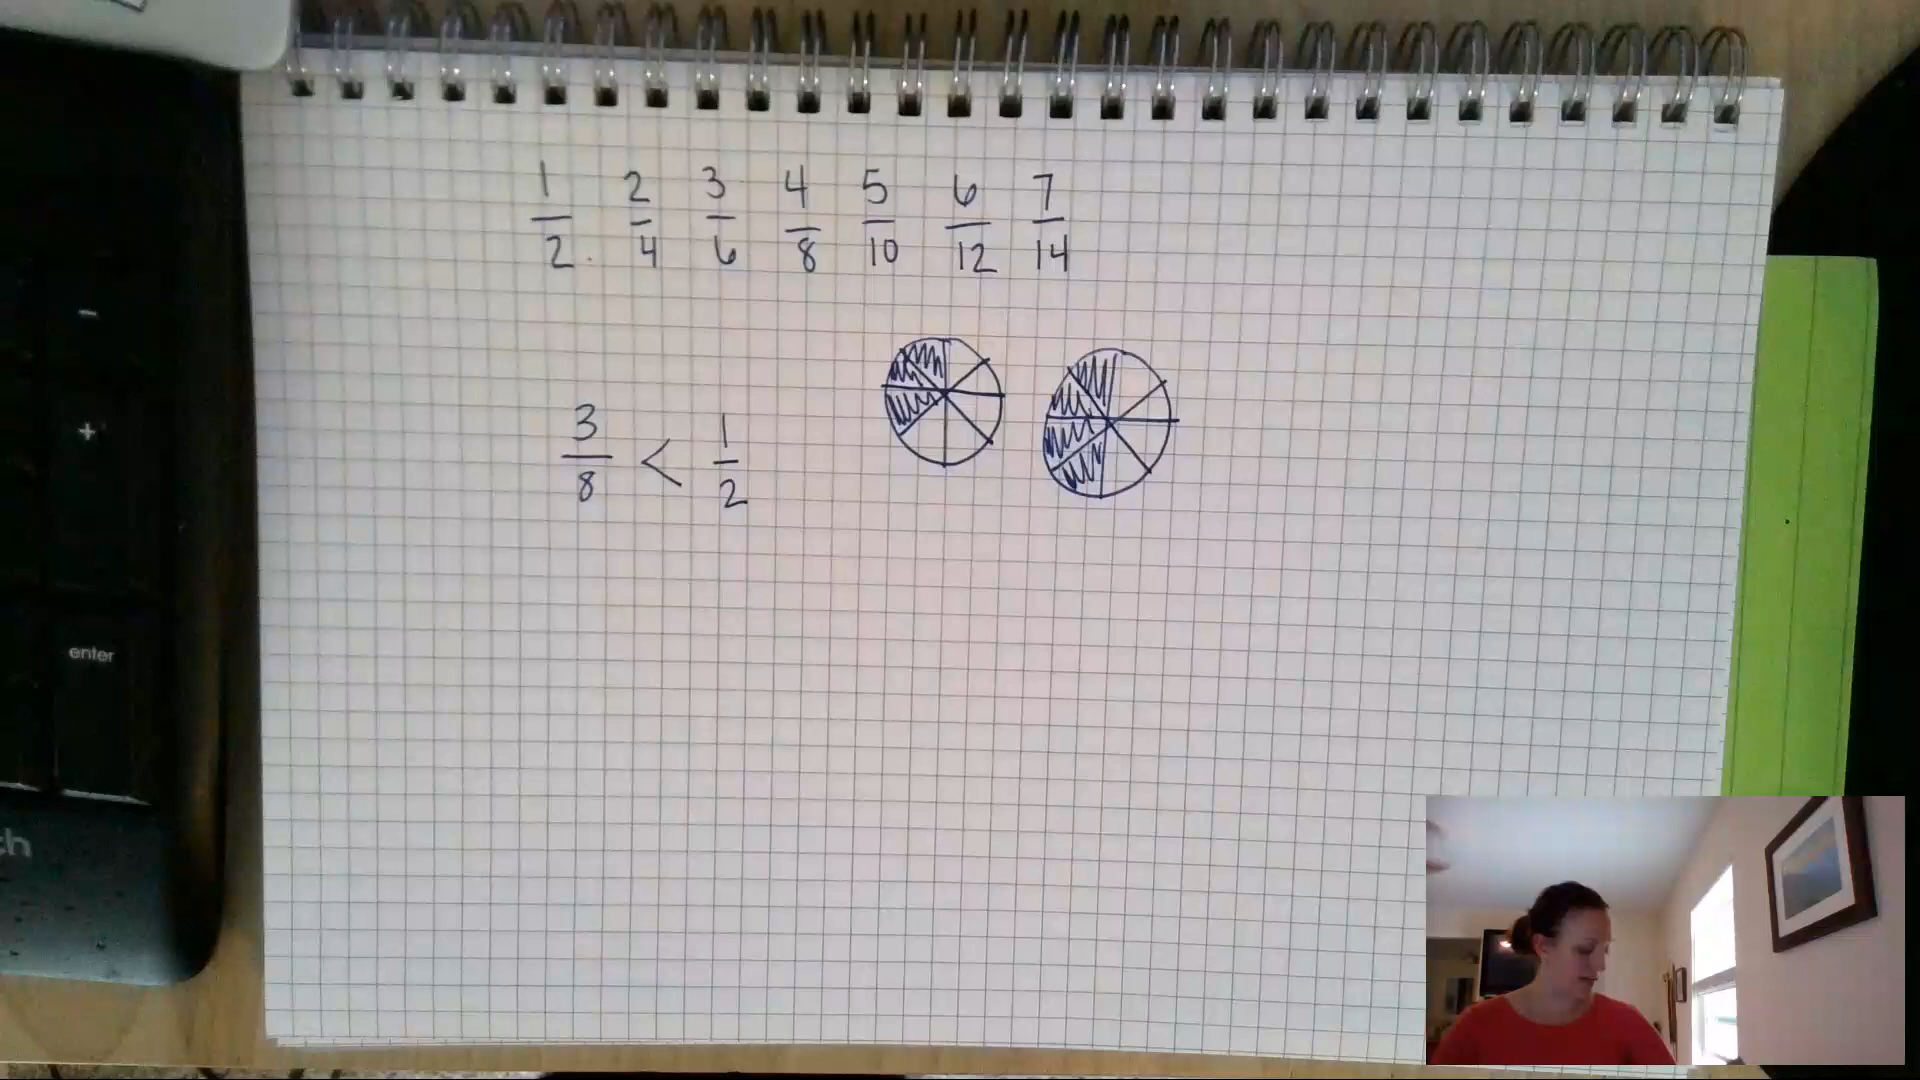 1/2 2/4 3/6 4/8 5/10 6/12 7/14
3/8 < 1/2
-
+
enter
ch